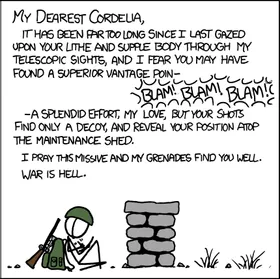 MY DEAREST CORDELIA,
IT HAS BEEN FAR TOO LONG SINCE I LAST GAZED
UPON YOUR LITHE AND SUPPLE BODY THROUGH MY
TELESCOPIC SIGHTS, AND I FEAR YOU MAY HAVE
FOUND A SUPERIOR VANTAGE POIN-
BLAM! BLAM! BLAM!
-A SPLENDID EFFORT, MY LOVE, BUT YOUR SHOTS
FIND ONLY A DECOY, AND REVEAL YOUR POSITION ATOP
THE MAINTENANCE SHED.
I PRAY THIS MISSIVE AND MY GRENADES FIND YOU WELL.
WAR IS HELL.